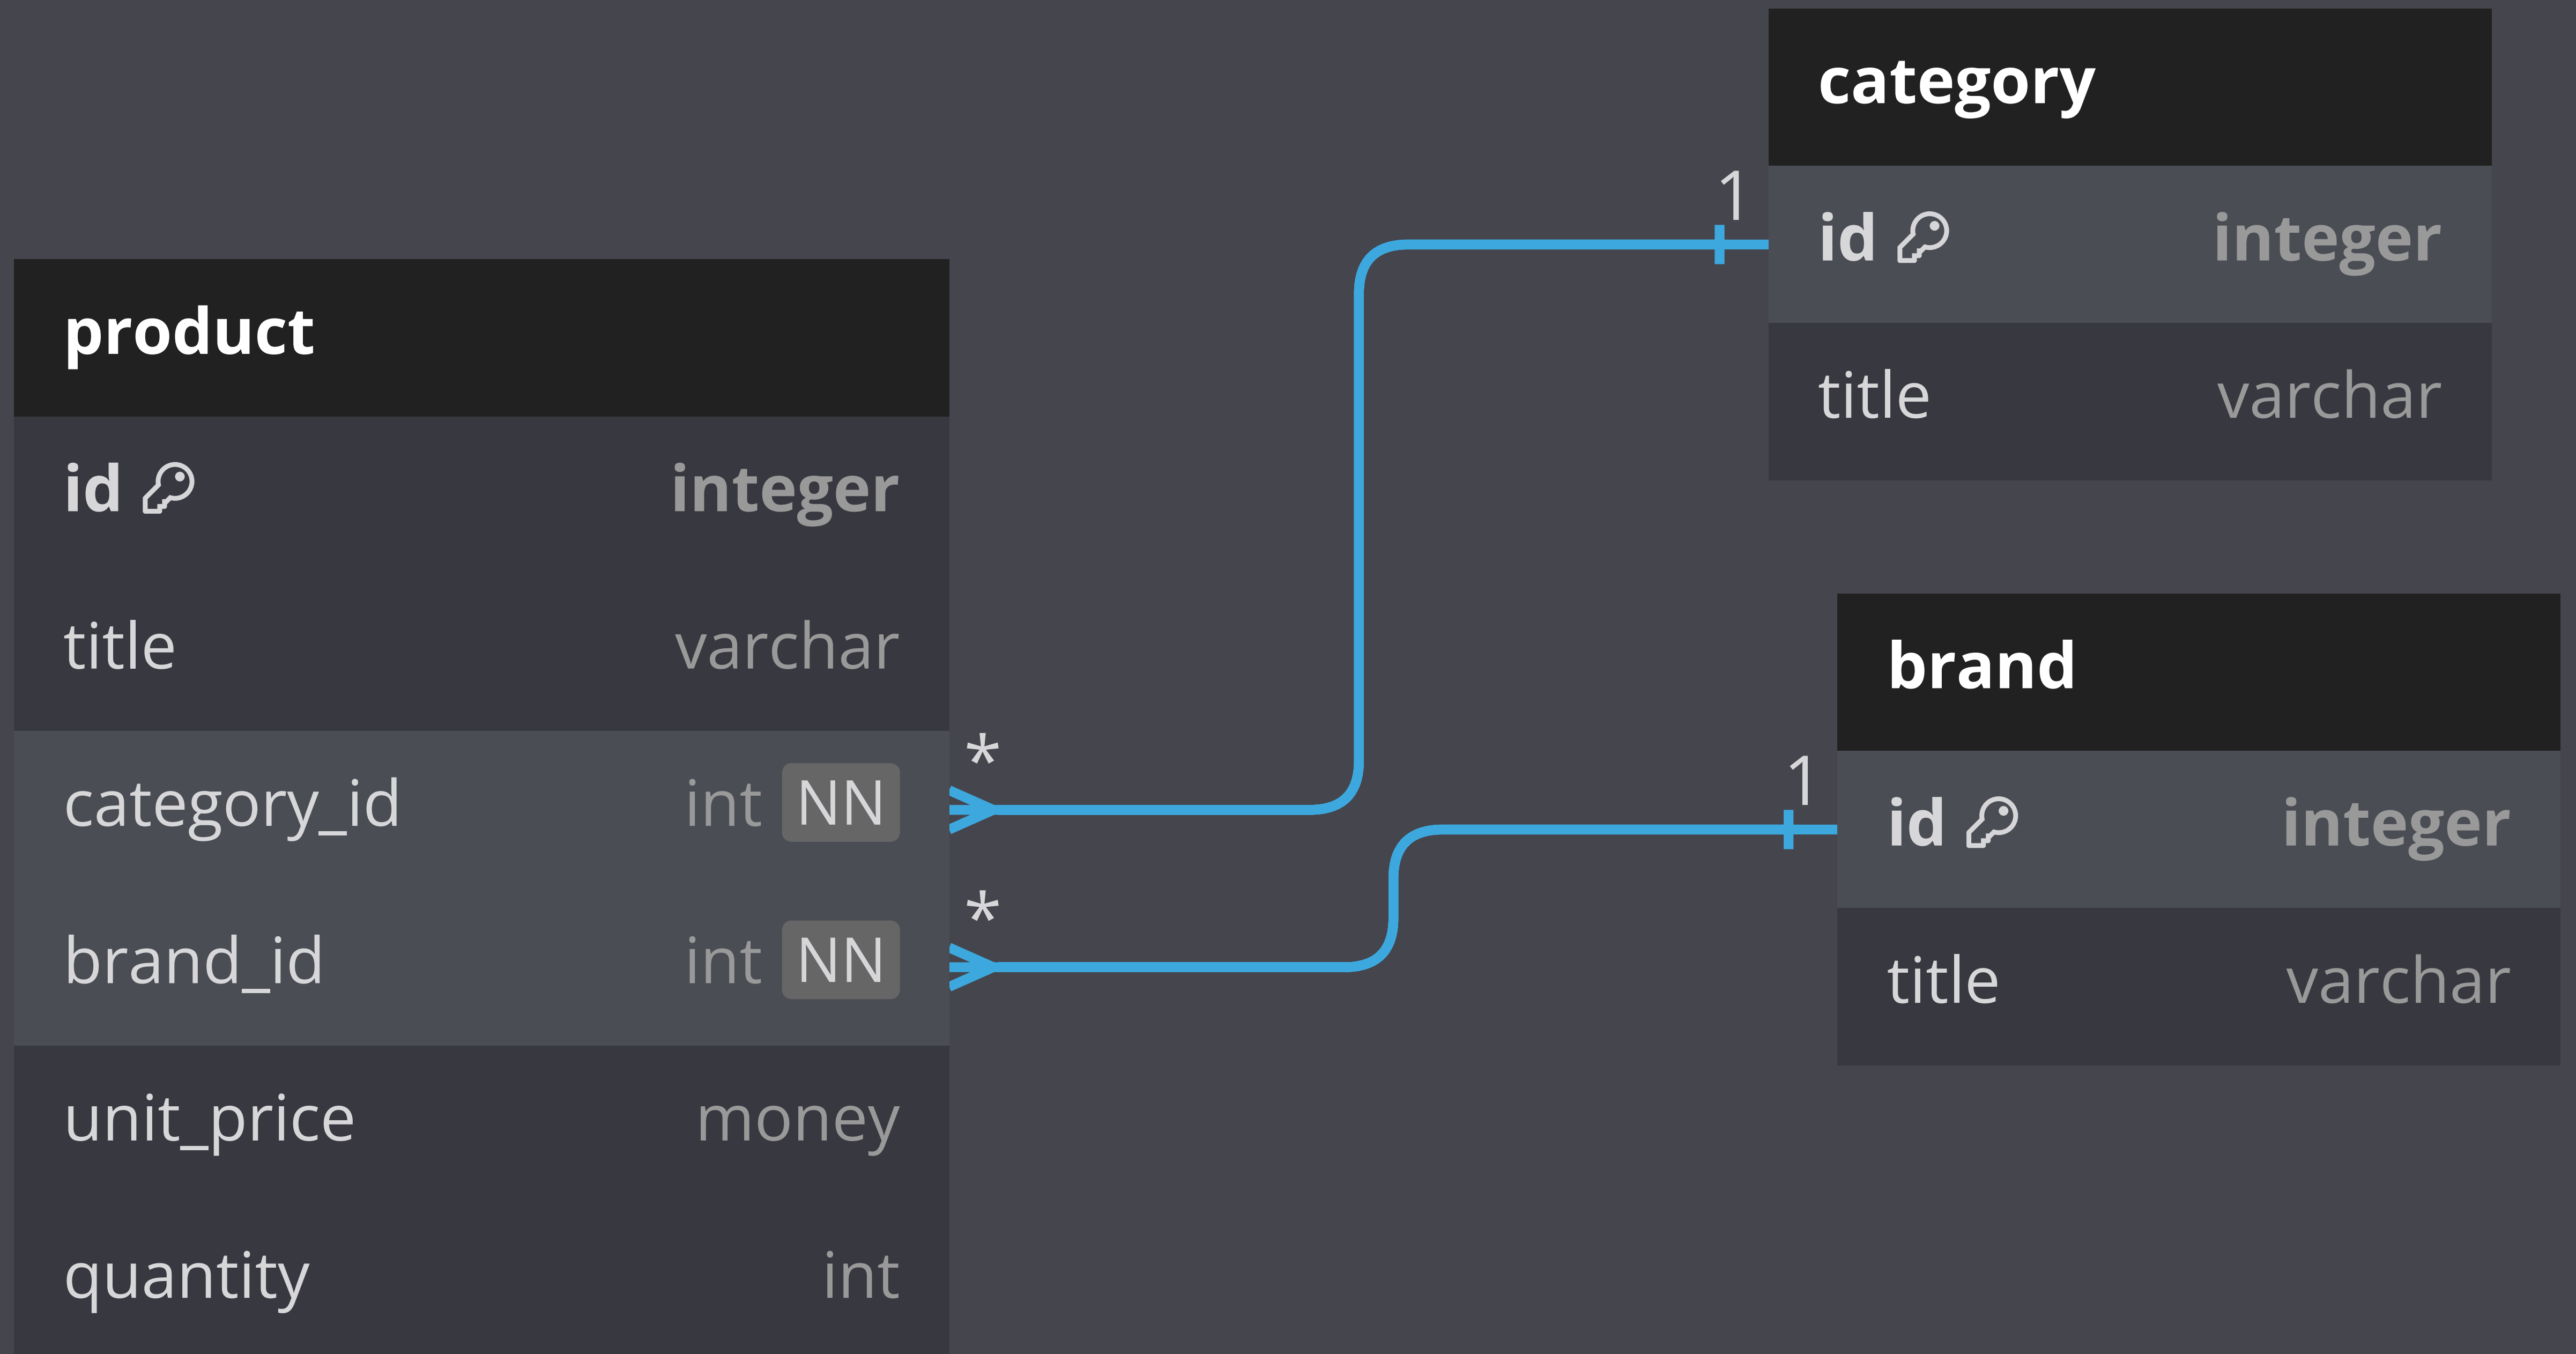 product
id integer
title varchar
category_id int NN
brand_id int NN
unit_price money
quantity int
*
*
1
category
id integer
title varchar
1
brand
id integer
title varchar